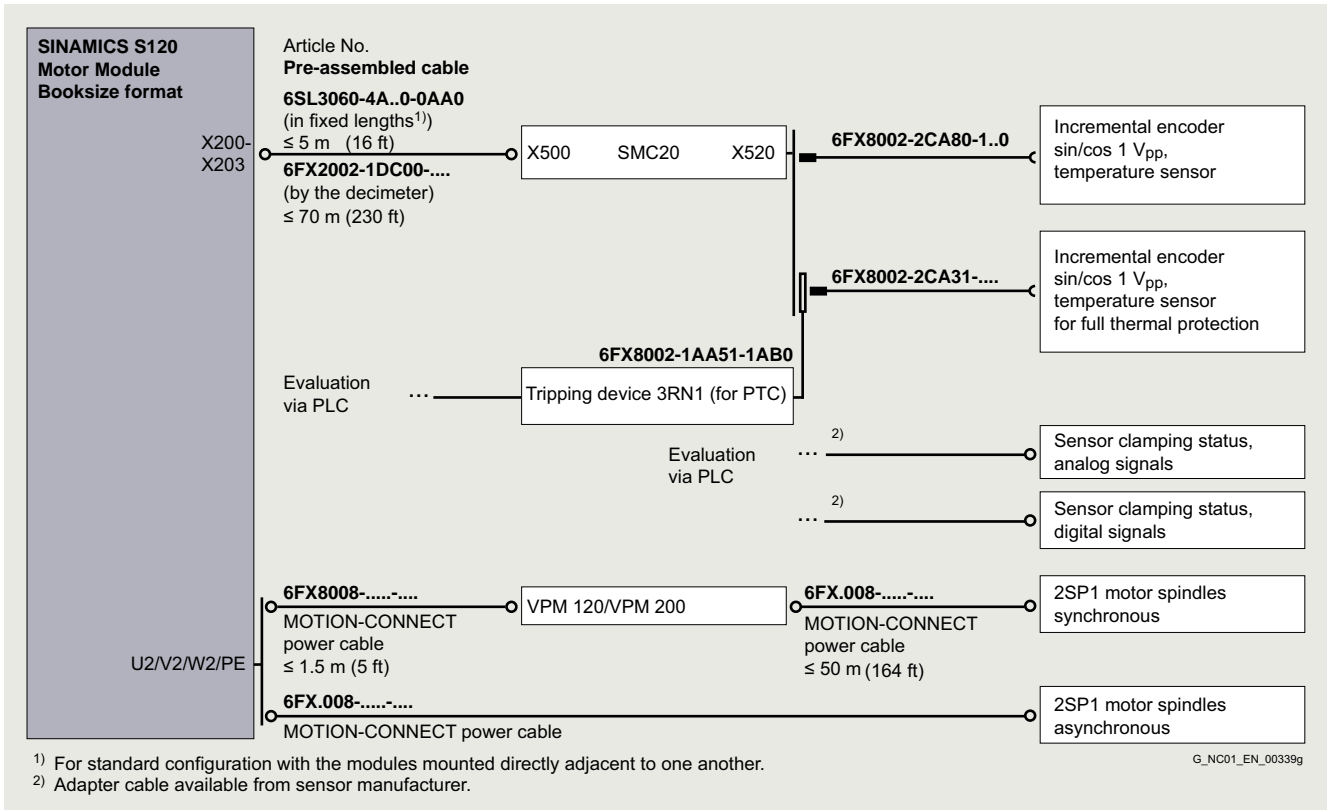 SINAMICS S120
Motor Module
Booksize format
Article No.
Pre-assembled cable
6SL3060-4A..0-0AA0
(in fixed lengths1))
≤ 5 m (16 ft)
X200-
X203
6FX2002-1DC00-....
(by the decimeter)
≤ 70 m (230 ft)
X500 SMC20 X520
6FX8002-2CA80-1..0
Incremental encoder
sin/cos 1 Vpp,
temperature sensor
6FX8002-2CA31-....
Incremental encoder
sin/cos 1 Vpp,
temperature sensor
for full thermal protection
6FX8002-1AA51-1AB0
Evaluation
via PLC
...
Tripping device 3RN1 (for PTC)
Evaluation
via PLC
... 2)
Sensor clamping status,
analog signals
... 2)
Sensor clamping status,
digital signals
U2/V2/W2/PE
6FX8008-.....-....
MOTION-CONNECT
power cable
≤ 1.5 m (5 ft)
VPM 120/VPM 200
6FX.008-.....-....
MOTION-CONNECT
power cable
≤ 50 m (164 ft)
2SP1 motor spindles
synchronous
6FX.008-.....-....
MOTION-CONNECT power cable
2SP1 motor spindles
asynchronous
1) For standard configuration with the modules mounted directly adjacent to one another.
2) Adapter cable available from sensor manufacturer.
G_NC01_EN_00339g